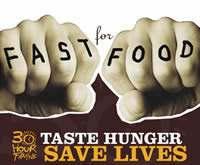 FAST for FOOD
30 HOUR FAMINE
TASTE HUNGER
SAVE LIVES